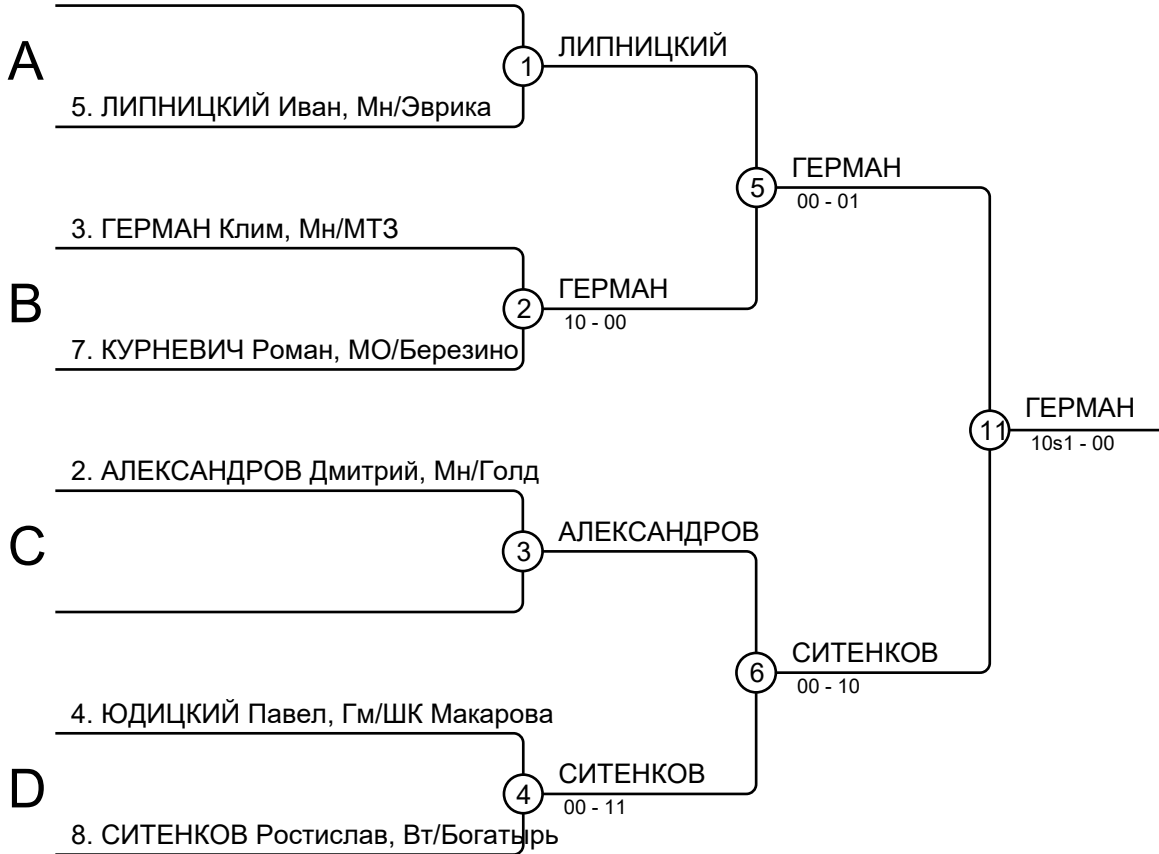 A
1
ЛИПНИЦКИЙ
5. ЛИПНИЦКИЙ Иван, Мн/Эврика
5
ГЕРМАН
00 - 01
3. ГЕРМАН Клим, Мн/МТЗ
B
2
ГЕРМАН
10 - 00
7. КУРНЕВИЧ Роман, МО/Березино
11
ГЕРМАН
10s1 - 00
2. АЛЕКСАНДРОВ Дмитрий, Мн/Голд
C
3
АЛЕКСАНДРОВ
6
СИТЕНКОВ
00 - 10
4. ЮДИЦКИЙ Павел, Гм/ШК Макарова
D
4
СИТЕНКОВ
00 - 11
8. СИТЕНКОВ Ростислав, Вт/Богатырь